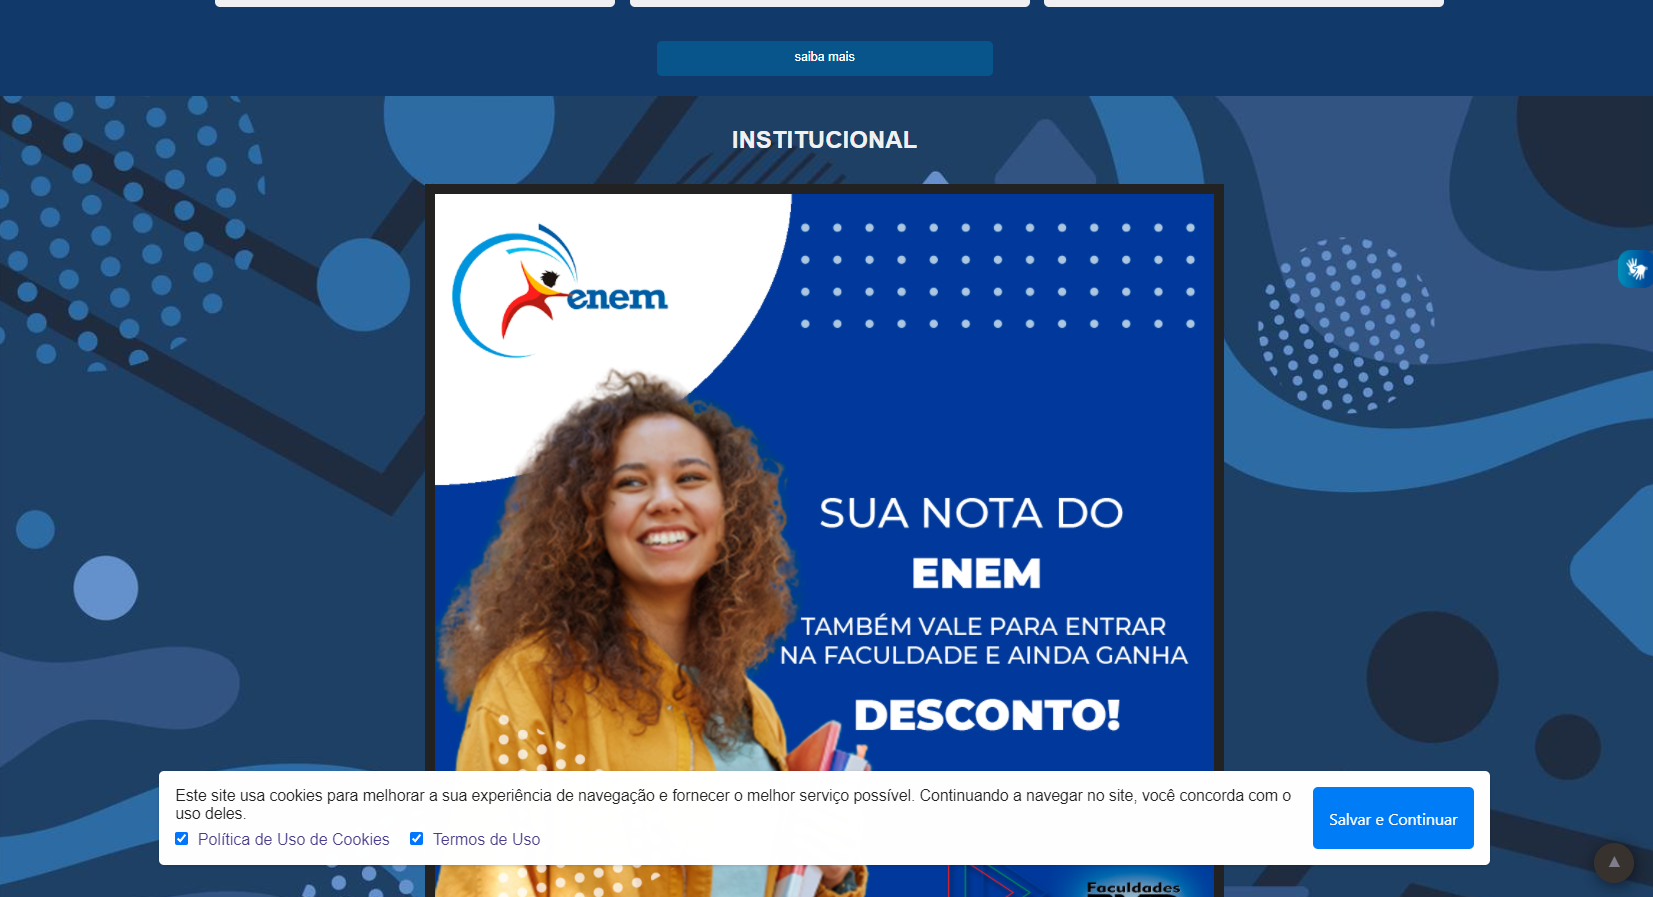 saiba mais
INSTITUCIONAL
enem
SUA NOTA DO
ENEM
TAMBÉM VALE PARA ENTRAR
NA FACULDADE E AINDA GANHA
DESCONTO!
Este site usa cookies para melhorar a sua experiência de navegação e fornecer o melhor serviço possível. Continuando a navegar no site, você concorda com o
uso deles.
Política de Uso de Cookies Termos de Uso
Salvar e Continuar
Faculdades